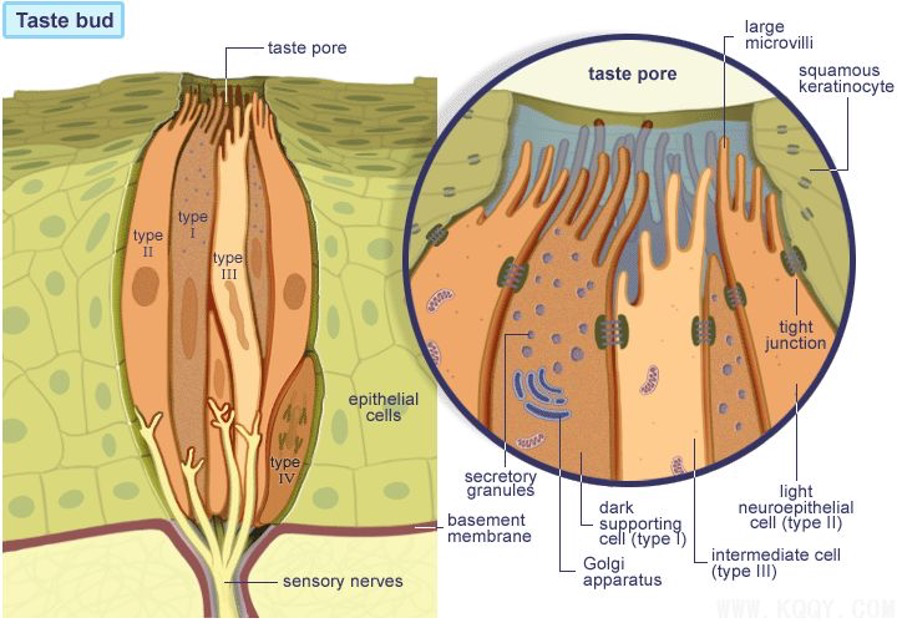 Taste bud
taste pore
type
II
type
I
type
III
epithelial
cells
type
IV
basement
membrane
sensory nerves
large
microvilli
taste pore
squamous
keratinocyte
tight
junction
secretory
granules
dark
supporting
cell (type I)
Golgi
apparatus
light
neuroepithelial
cell (type II)
intermediate cell
(type III)
WWW.KQQY.COM